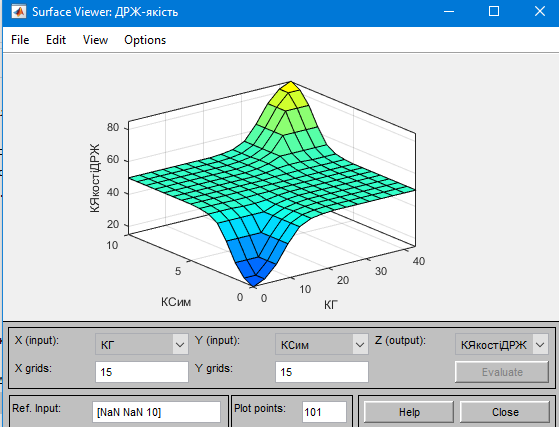 Surface Viewer: ДРЖ-якість
File Edit View Options
КЯкостіДРЖ
80
60
40
20
10
5
0
КСим
0
10
20
30
40
КГ
X (input): КГ Y (input): КСим Z (output): КЯкостіДРЖ
X grids: 15 Y grids: 15 Evaluate
Ref. Input: [NaN NaN 10] Plot points: 101 Help Close